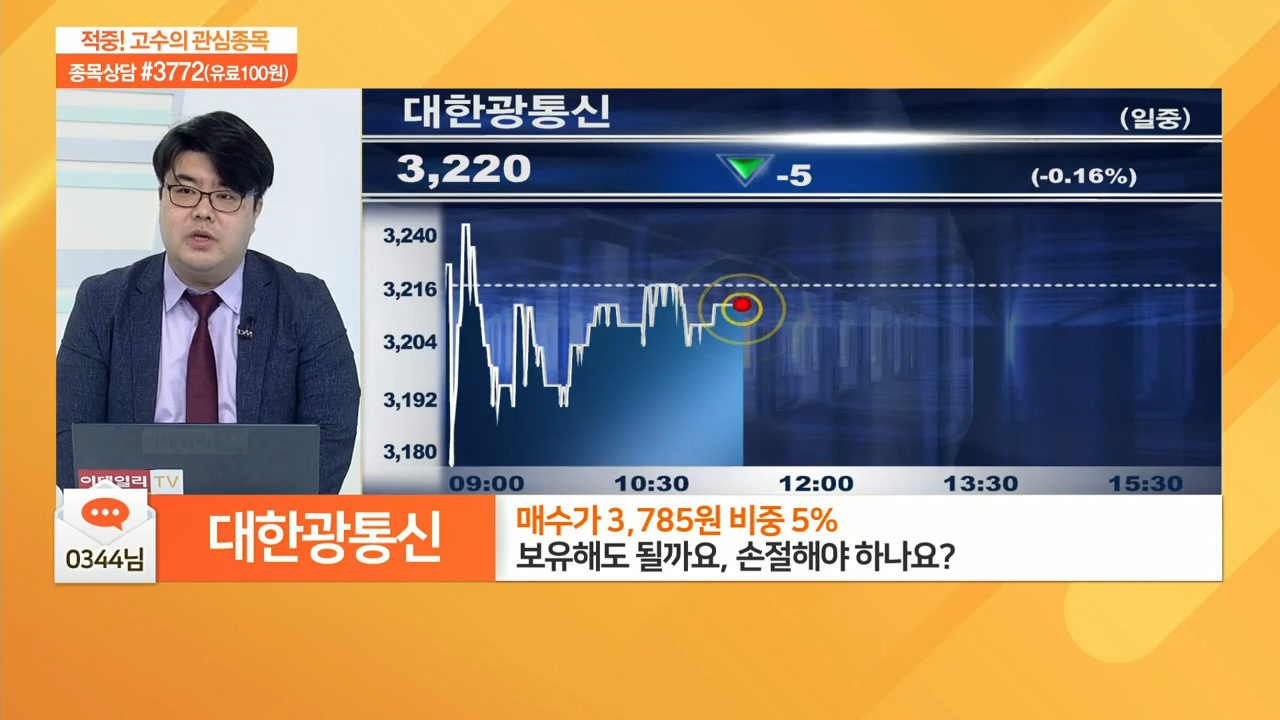 적중! 고수의 관심종목
종목상담 #3772(유료100원)
대한광통신
(일중)
3,220
-5
(-0.16%)
3,240
3,216
3,204
3,192
3,180
09:00
10:30
12:00
13:30
15:30
이데일리 TV
0344님
대한광통신
매수가 3,785원 비중 5%
보유해도 될까요, 손절해야 하나요?